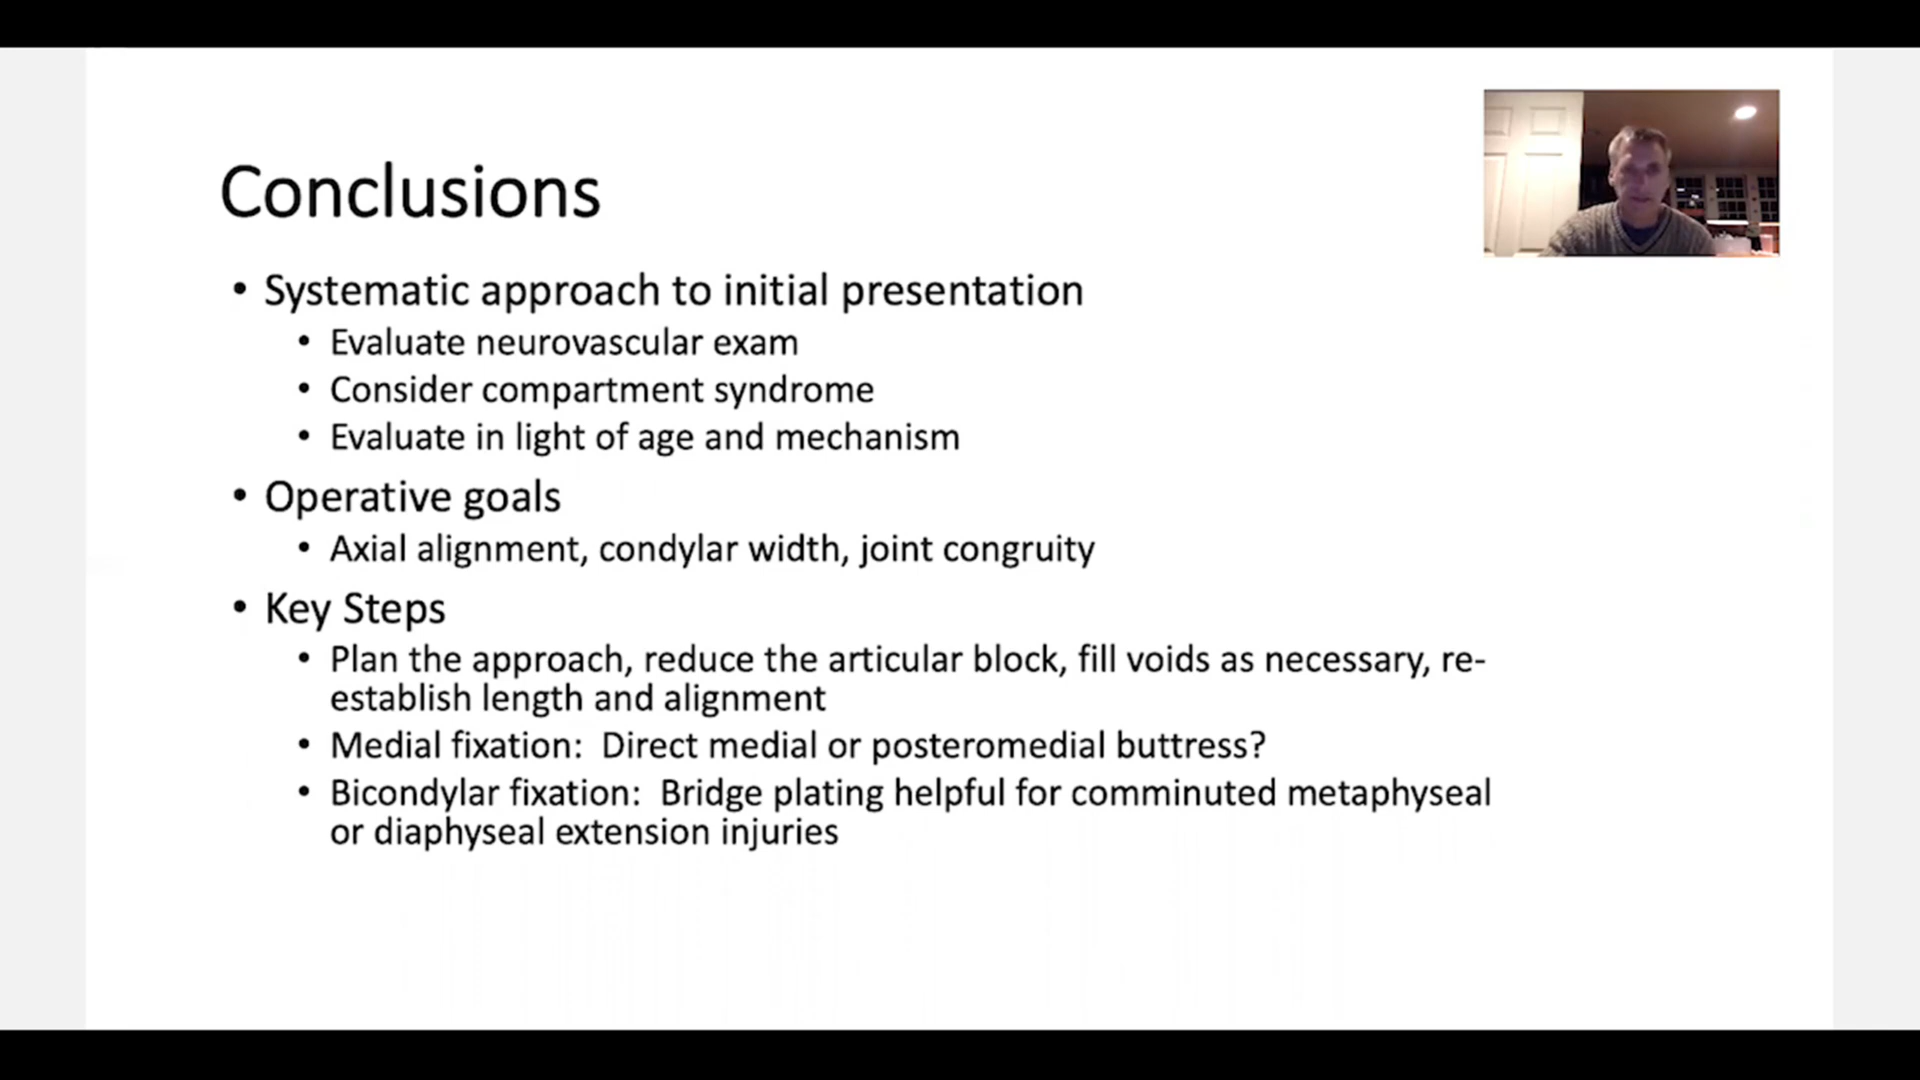 Conclusions
• Systematic approach to initial presentation
• Evaluate neurovascular exam
• Consider compartment syndrome
• Evaluate in light of age and mechanism
• Operative goals
• Axial alignment, condylar width, joint congruity
• Key Steps
• Plan the approach, reduce the articular block, fill voids as necessary, re-
establish length and alignment
• Medial fixation:  Direct medial or posteromedial buttress?
• Bicondylar fixation:  Bridge plating helpful for comminuted metaphyseal
or diaphyseal extension injuries